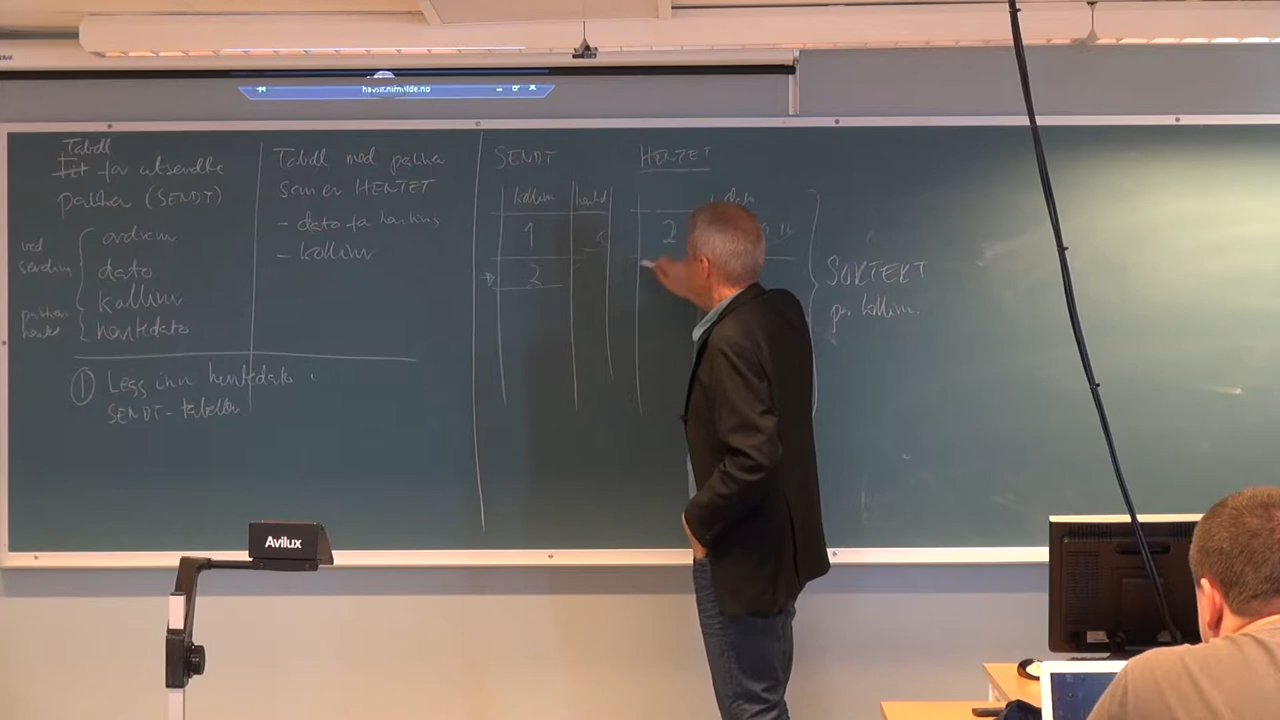 Tabell
Fil for utsendte
pakker (SENDT)
ved
sending
ordrenr
dato
kollinr
pakken
hentet
hentedato
Tabell med pakker
som er HENTET
- dato for henting
- kollinr
① Legg inn hentedato i
SENDT-tabellen
SENDT
kollinr hentet
1
2
HENTET
dato
2
SORTERT
på kollinr.
Avilux